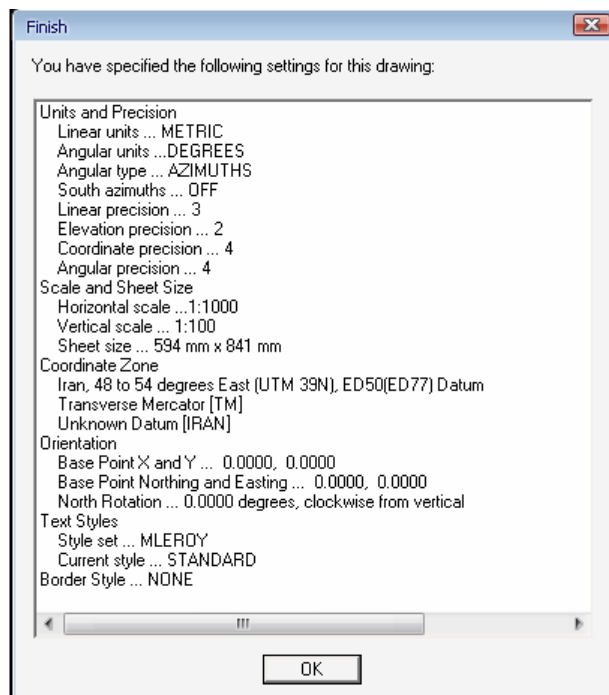 Finish
You have specified the following settings for this drawing:
Units and Precision
Linear units ... METRIC
Angular units ...DEGREES
Angular type ... AZIMUTHS
South azimuths ... OFF
Linear precision ... 3
Elevation precision ... 2
Coordinate precision ... 4
Angular precision ... 4
Scale and Sheet Size
Horizontal scale ...1:1000
Vertical scale ... 1:100
Sheet size ... 594 mm x 841 mm
Coordinate Zone
Iran, 48 to 54 degrees East (UTM 39N), ED50(ED77) Datum
Transverse Mercator [TM]
Unknown Datum [IRAN]
Orientation
Base Point X and Y ... 0.0000, 0.0000
Base Point Northing and Easting ... 0.0000, 0.0000
North Rotation ... 0.0000 degrees, clockwise from vertical
Text Styles
Style set ... MLEROY
Current style ... STANDARD
Border Style ... NONE
OK